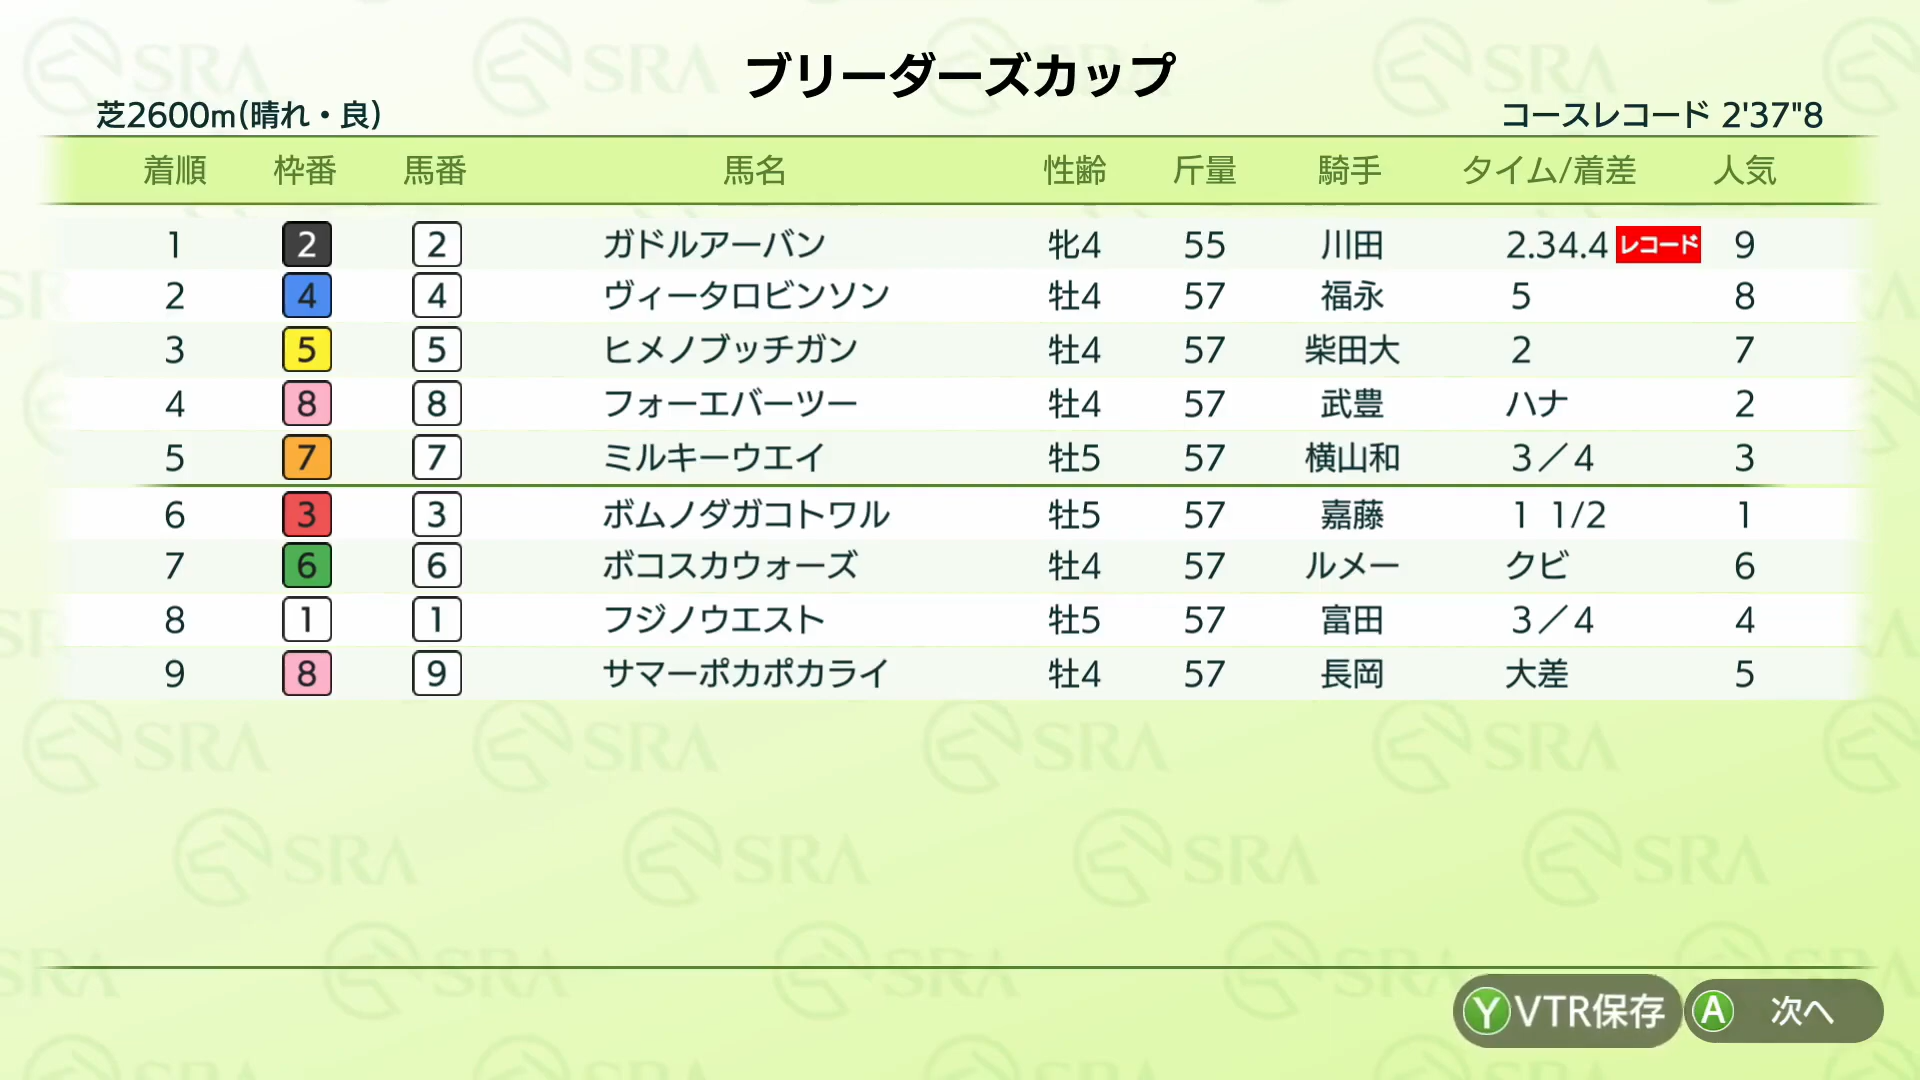 ブリーダーズカップ
芝2600m(晴れ・良) コースレコード 2'37"8
着順 枠番 馬番 馬名 性齢 斤量 騎手 タイム/着差 人気
1 2 2 ガドルアーバン 牝4 55 川田 2.34.4 レコード 9
2 4 4 ヴィータロビンソン 牡4 57 福永 5 8
3 5 5 ヒメノブッチガン 牡4 57 柴田大 2 7
4 8 8 フォーエバーツー 牡4 57 武豊 ハナ 2
5 7 7 ミルキーウエイ 牡5 57 横山和 3／4 3
6 3 3 ボムノダガコトワル 牡5 57 嘉藤 1 1/2 1
7 6 6 ボコスカウォーズ 牡4 57 ルメー クビ 6
8 1 1 フジノウエスト 牡5 57 富田 3／4 4
9 8 9 サマーポカポカライ 牡4 57 長岡 大差 5
Y VTR保存 A 次へ
SRA